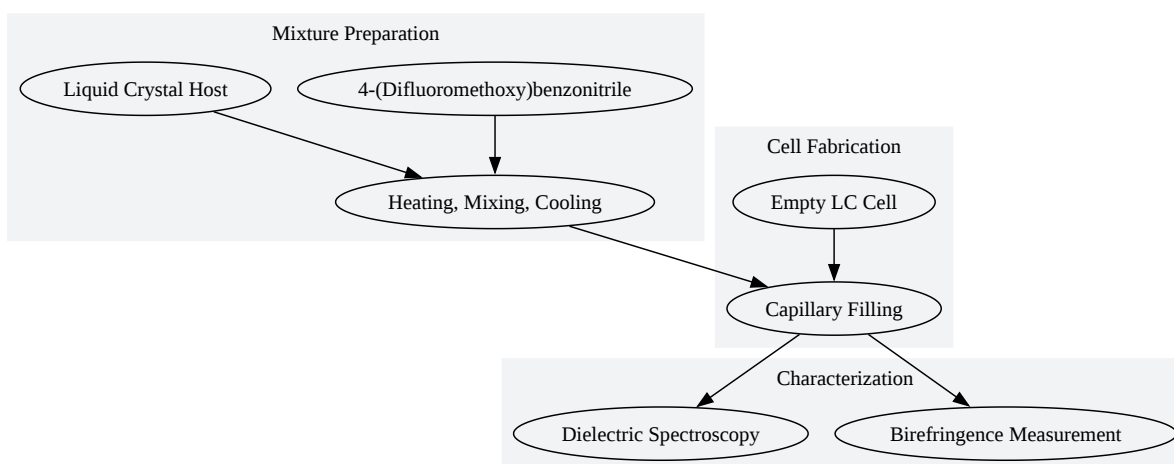 Mixture Preparation
Liquid Crystal Host
4-(Difluoromethoxy)benzonitrile
Heating, Mixing, Cooling
Cell Fabrication
Empty LC Cell
Capillary Filling
Characterization
Dielectric Spectroscopy
Birefringence Measurement